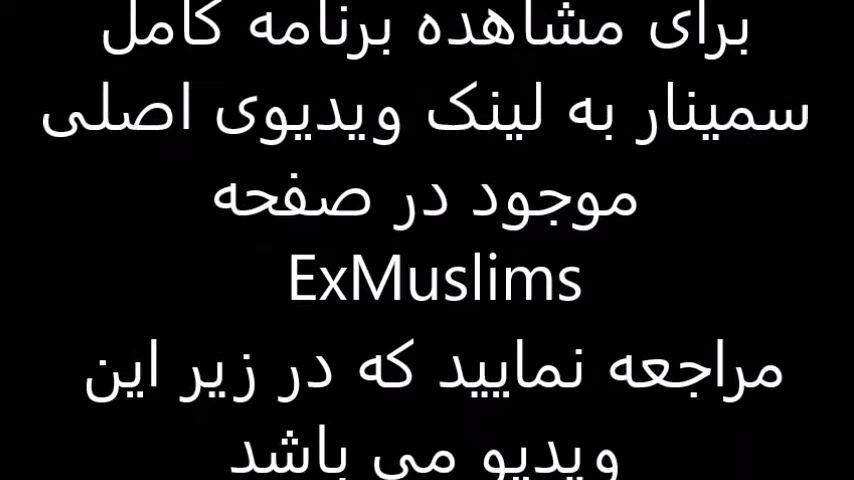 برای مشاهده برنامه کامل
سمینار به لینک ویدیوی اصلی
موجود در صفحه
ExMuslims
مراجعه نمایید که در زیر این
ویدیو می باشد